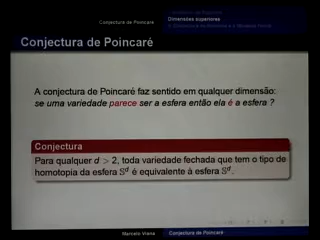 Conjectura de Poincaré
Dimensões superiores
Conjectura de Poincaré
A conjectura de Poincaré faz sentido em qualquer dimensão:
se uma variedade parece ser a esfera então ela é a esfera ?
Conjectura
Para qualquer d > 2, toda variedade fechada que tem o tipo de
homotopia da esfera S^d é equivalente à esfera S^d.
Marcelo Viana
Conjectura de Poincaré